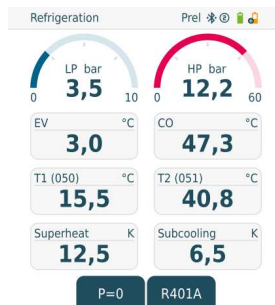 Refrigeration Prel
LP bar HP bar
3,5 12,2
0 10 0 60
EV °C CO °C
3,0 47,3
T1 (050) °C T2 (051) °C
15,5 40,8
Superheat K Subcooling K
12,5 6,5
P=0 R401A